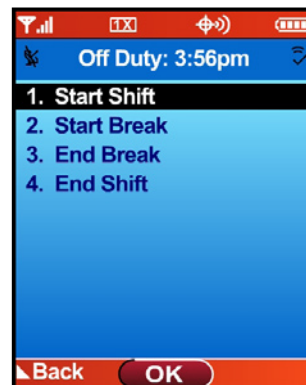 1X
Off Duty: 3:56pm
1. Start Shift
2. Start Break
3. End Break
4. End Shift
Back OK